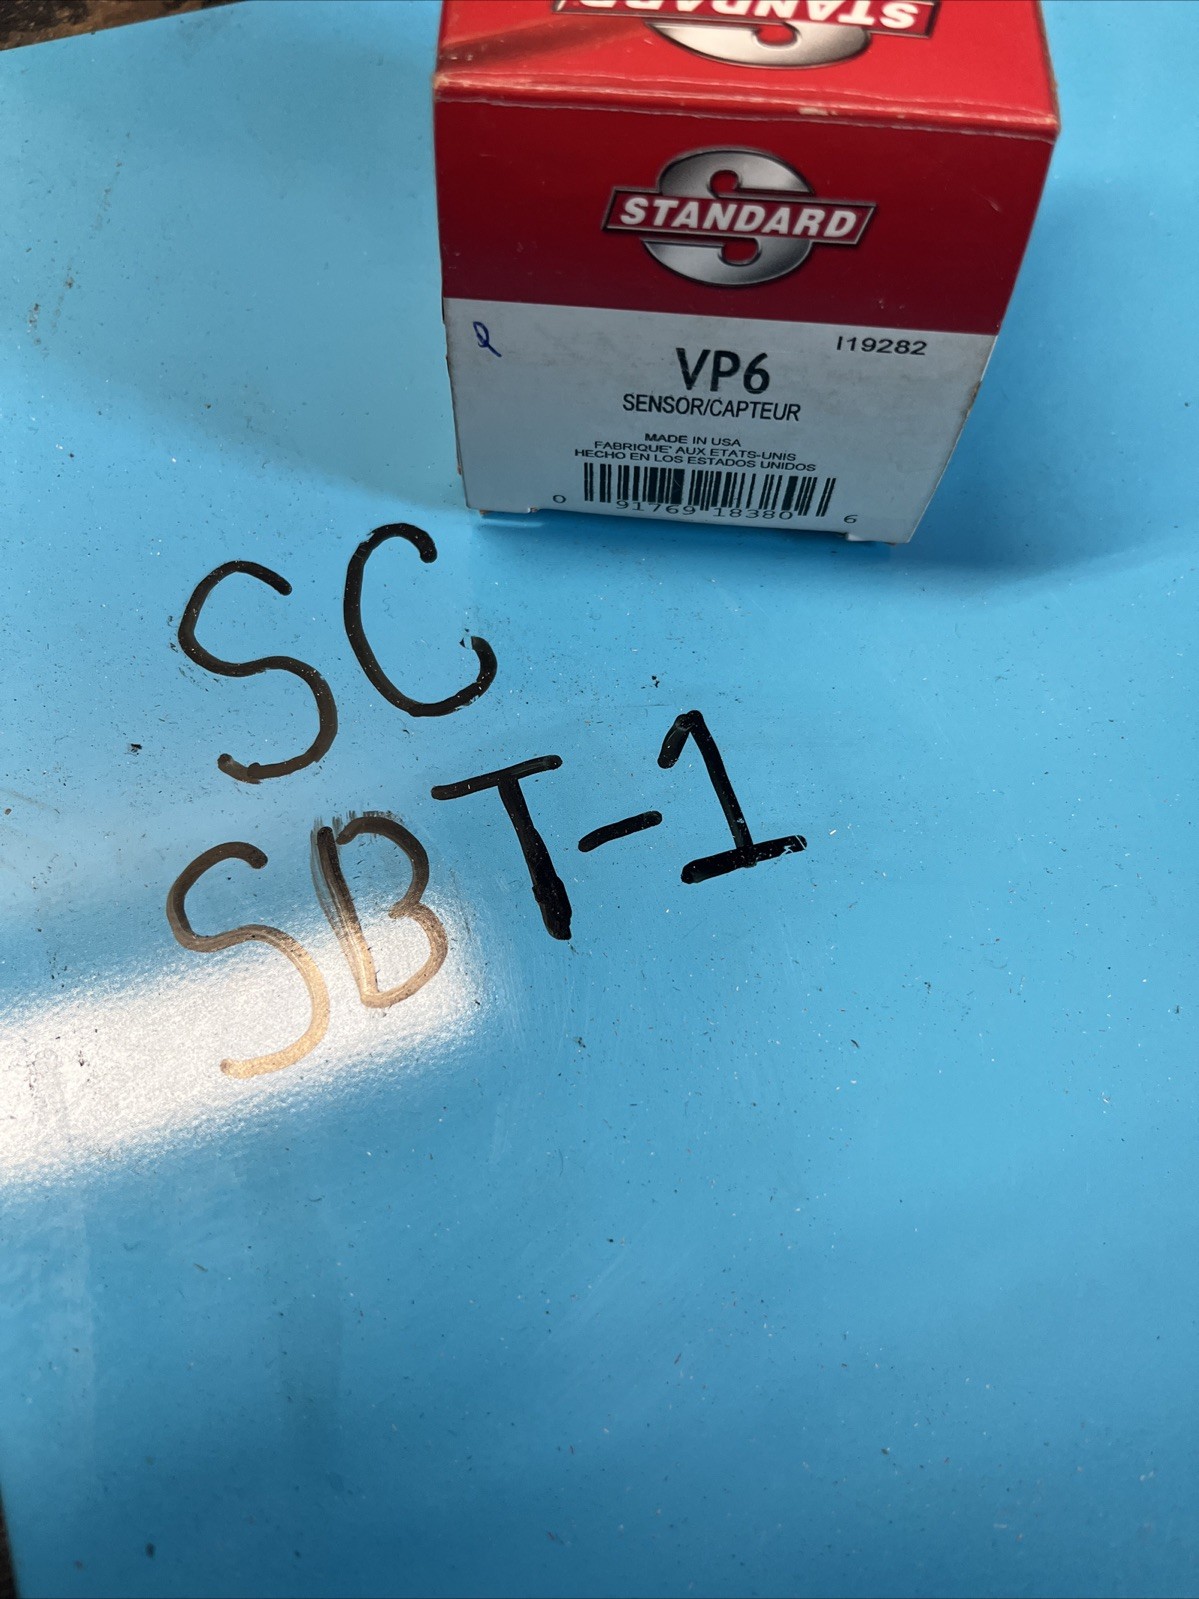 STANDARD
STANDARD
I19282
VP6
SENSOR/CAPTEUR
MADE IN USA
FABRIQUE' AUX ETATS-UNIS
HECHO EN LOS ESTADOS UNIDOS
0 91769 18380 6
SC
SBT-1